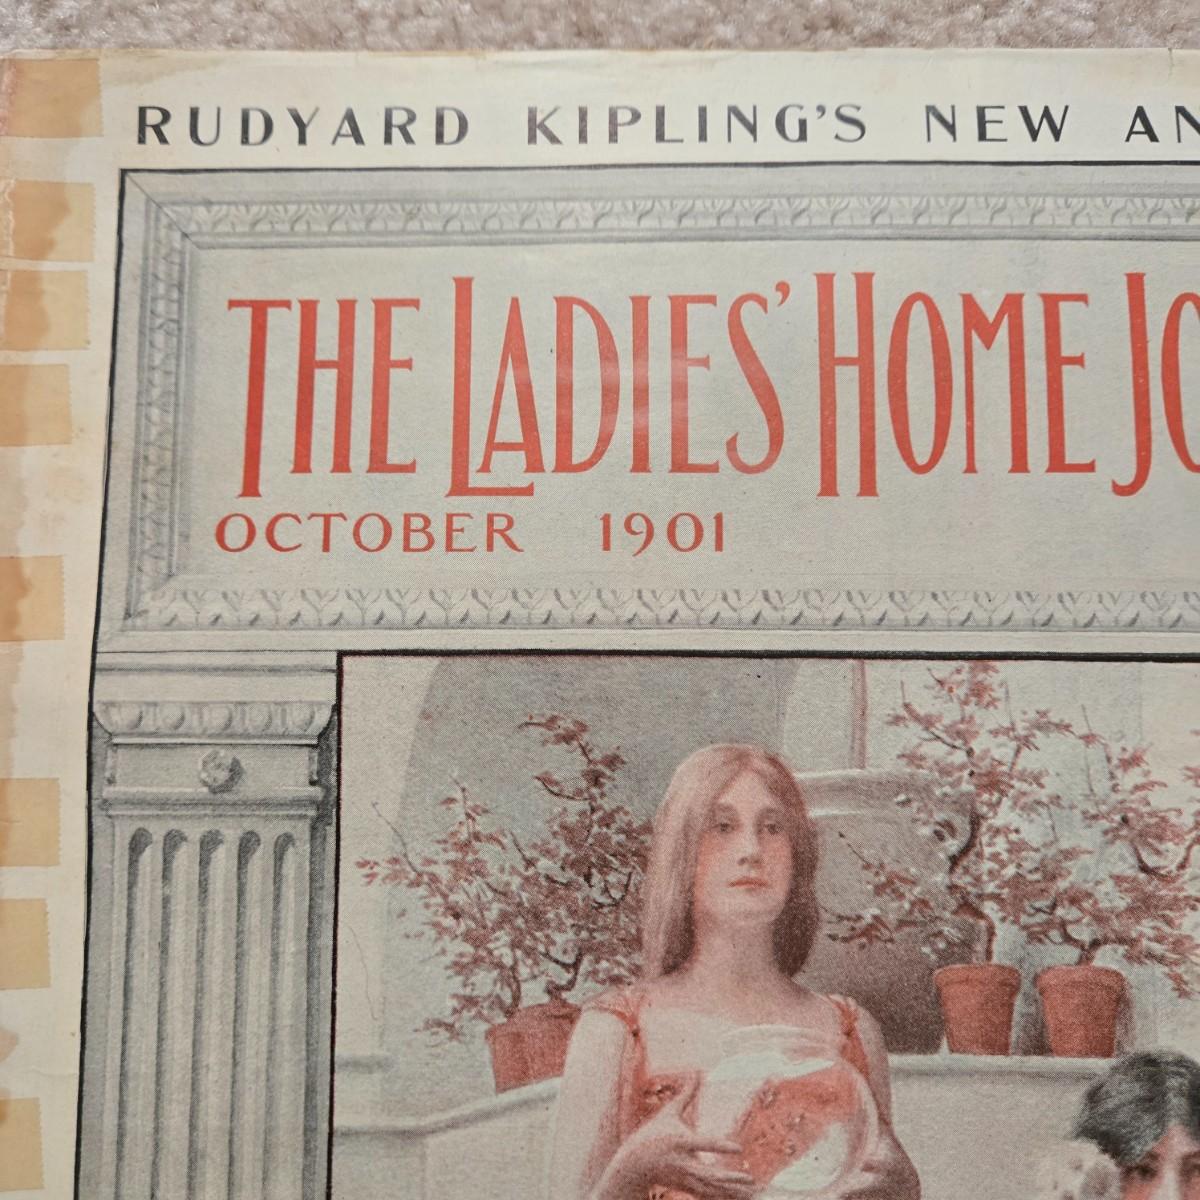 RUDYARD KIPLING'S NEW AN
THE LADIES' HOME JO
OCTOBER 1901